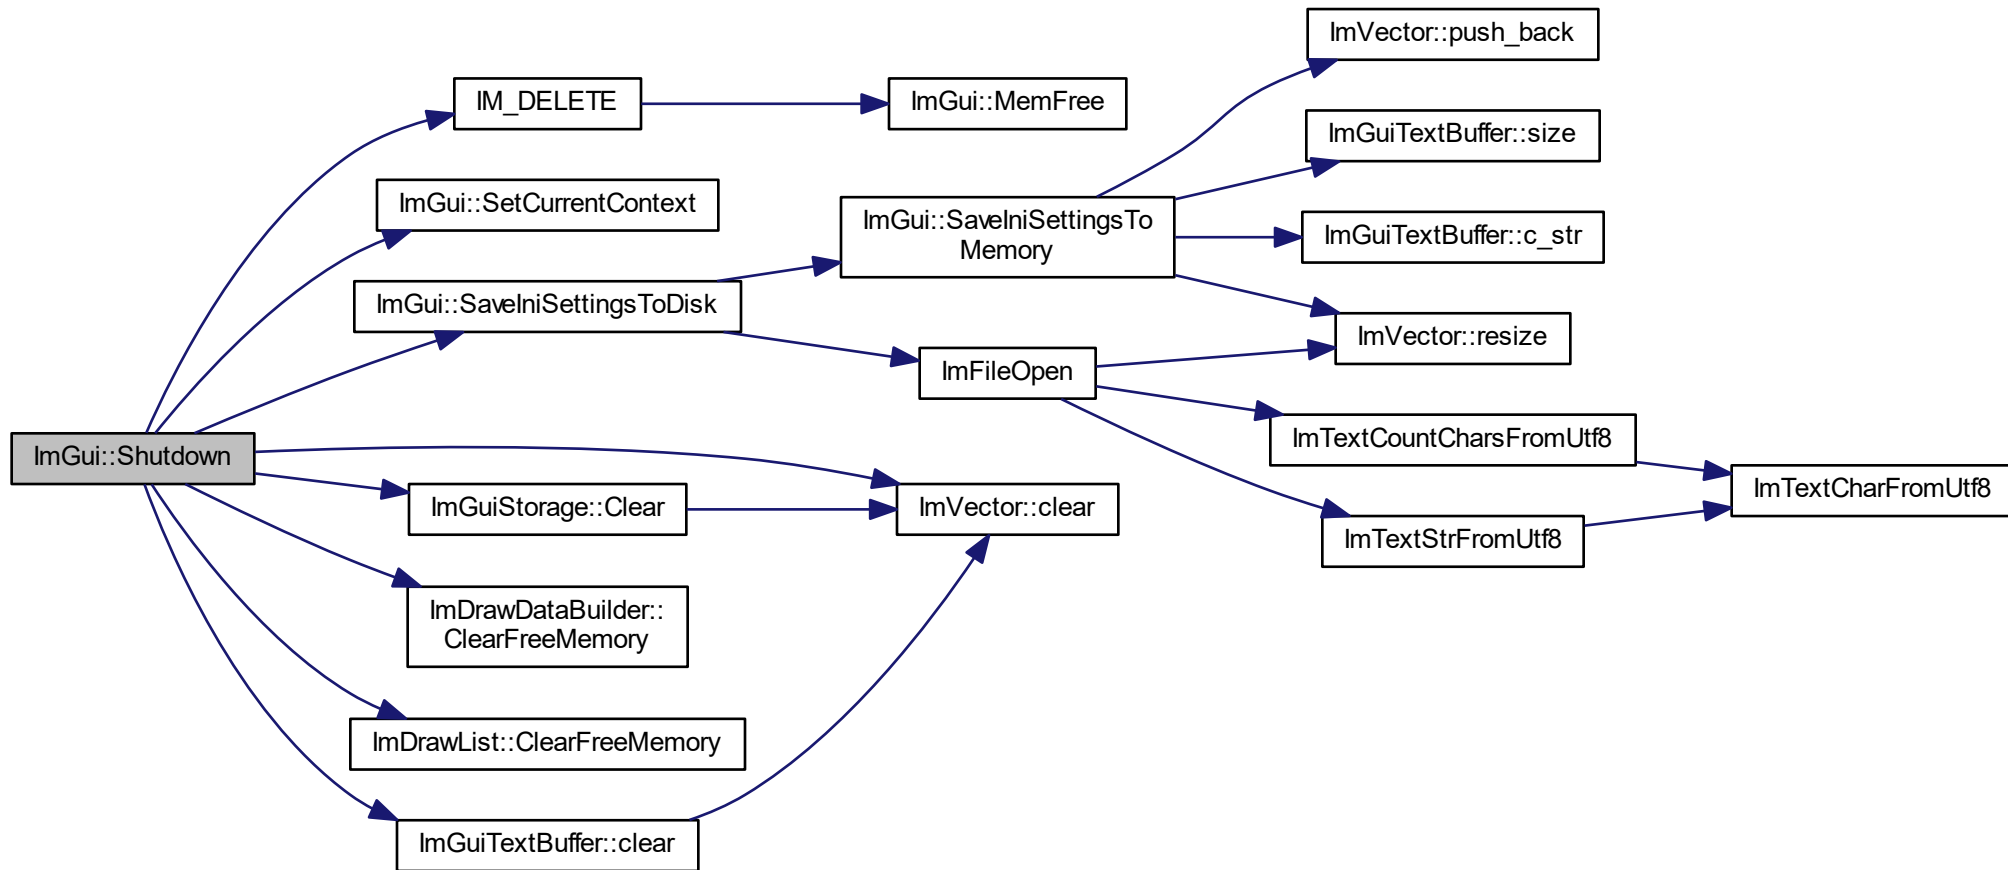 ImVector::push_back
IM_DELETE
ImGui::MemFree
ImGuiTextBuffer::size
ImGui::SetCurrentContext
ImGui::SaveIniSettingsTo
Memory
ImGuiTextBuffer::c_str
ImGui::SaveIniSettingsToDisk
ImVector::resize
ImFileOpen
ImTextCountCharsFromUtf8
ImGui::Shutdown
ImTextCharFromUtf8
ImGuiStorage::Clear
ImVector::clear
ImTextStrFromUtf8
ImDrawDataBuilder::
ClearFreeMemory
ImDrawList::ClearFreeMemory
ImGuiTextBuffer::clear